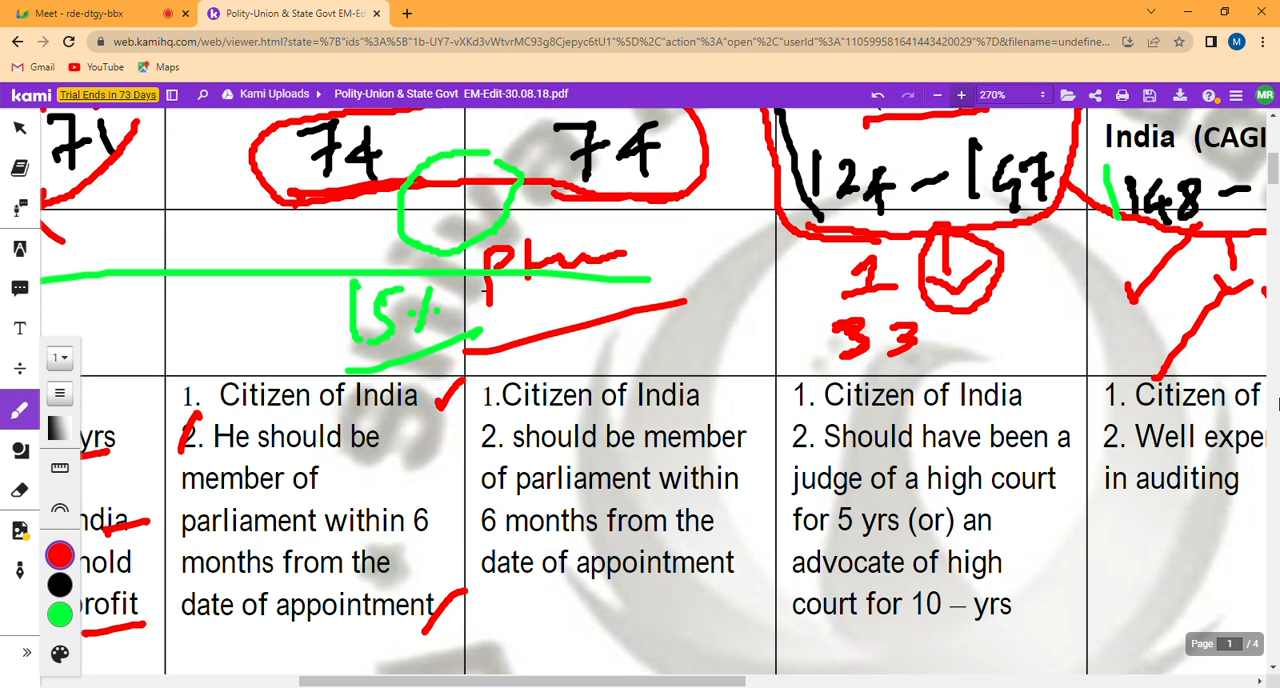 Meet - rde-dtgy-bbx
Polity-Union & State Govt EM-Ed
web.kamihq.com/web/viewer.html?state=%7B"ids"%3A%5B"1b-UY7-vXKd3vWtvrMC93g8Cjepyc6tU1"%5D%2C"action"%3A"open"%2C"userId"%3A"110599581641443420029"%7D&filename=undefine...
M
Gmail
YouTube
Maps
kami
Trial Ends In 73 Days
Kami Uploads
Polity-Union & State Govt EM-Edit-30.08.18.pdf
270%
MR
71
74
74
124 – 147
India (CAGI
148 –
plu
15%
1
33
yrs
ndia
hold
profit
1. Citizen of India
2. He should be
member of
parliament within 6
months from the
date of appointment
1.Citizen of India
2. should be member
of parliament within
6 months from the
date of appointment
1. Citizen of India
2. Should have been a
judge of a high court
for 5 yrs (or) an
advocate of high
court for 10 – yrs
1. Citizen of
2. Well expe
in auditing
1
Page 1 / 4